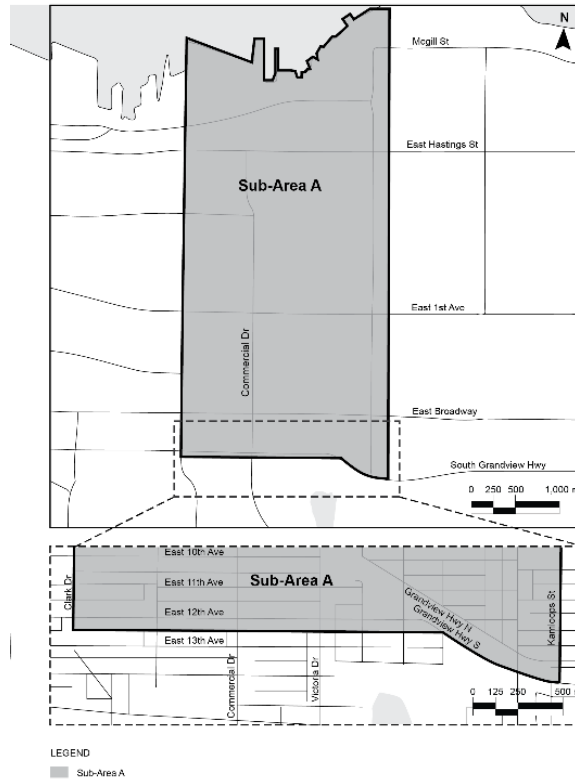 N
Mcgill St
East Hastings St
Sub-Area A
East 1st Ave
Commercial Dr
East Broadway
South Grandview Hwy
0 250 500 1,000 m
East 10th Ave
Clark Dr
East 11th Ave
Sub-Area A
East 12th Ave
Grandview Hwy N
Grandview Hwy S
Kamloops St
East 13th Ave
Commercial Dr
Victoria Dr
0 125 250 500 m
LEGEND
Sub-Area A